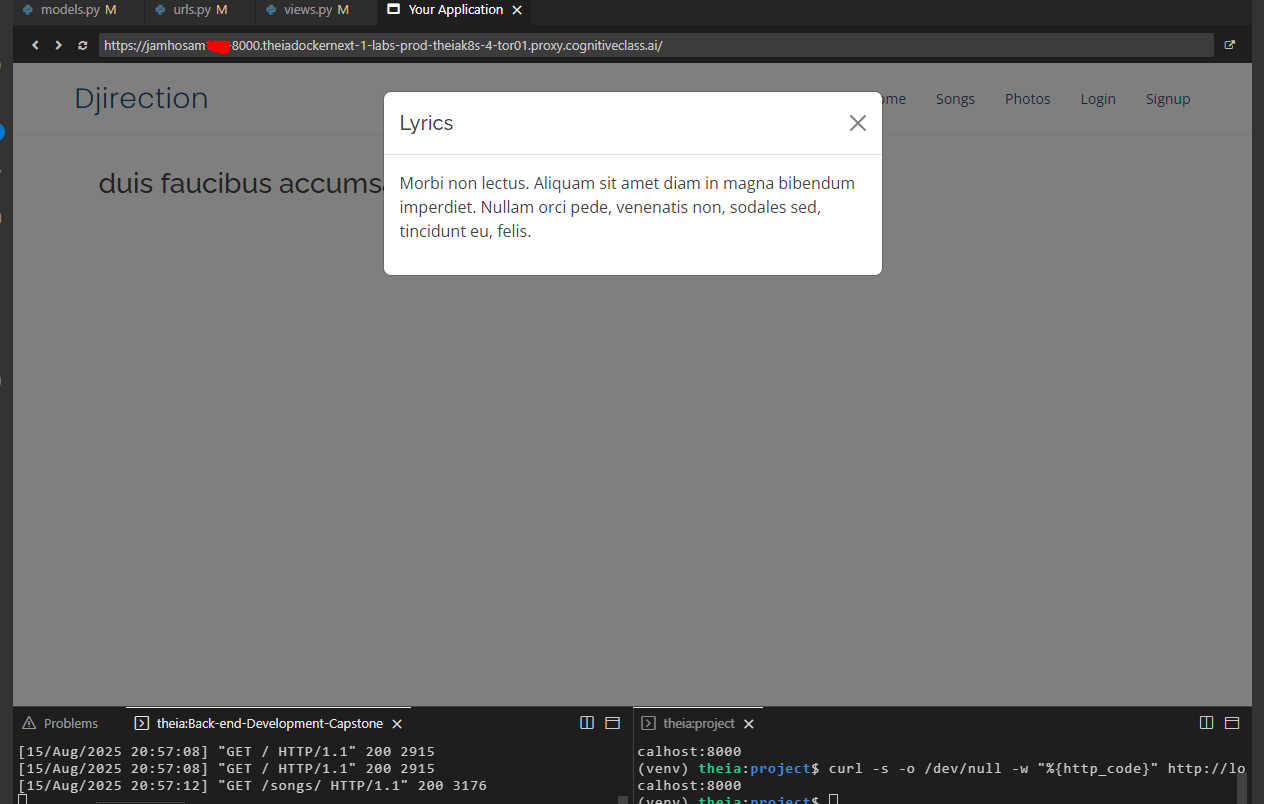 models.py M urls.py M views.py M Your Application
https://jamhosam -8000.theiadockernext-1-labs-prod-theiak8s-4-tor01.proxy.cognitiveclass.ai/
Djirection
ome Songs Photos Login Signup
Lyrics
duis faucibus accumsa
Morbi non lectus. Aliquam sit amet diam in magna bibendum
imperdiet. Nullam orci pede, venenatis non, sodales sed,
tincidunt eu, felis.
Problems theia:Back-end-Development-Capstone
[15/Aug/2025 20:57:08] "GET / HTTP/1.1" 200 2915
[15/Aug/2025 20:57:08] "GET / HTTP/1.1" 200 2915
[15/Aug/2025 20:57:12] "GET /songs/ HTTP/1.1" 200 3176
theia:project
calhost:8000
(venv) theia:project$ curl -s -o /dev/null -w "%{http_code}" http://lo
calhost:8000
(venv) theia:project$